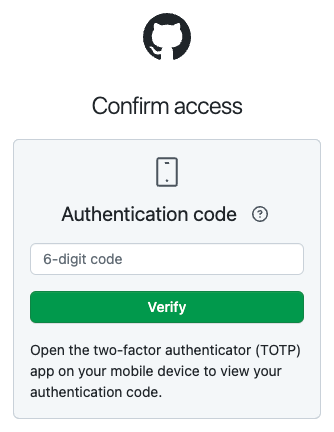 Confirm access
Authentication code
6-digit code
Verify
Open the two-factor authenticator (TOTP)
app on your mobile device to view your
authentication code.